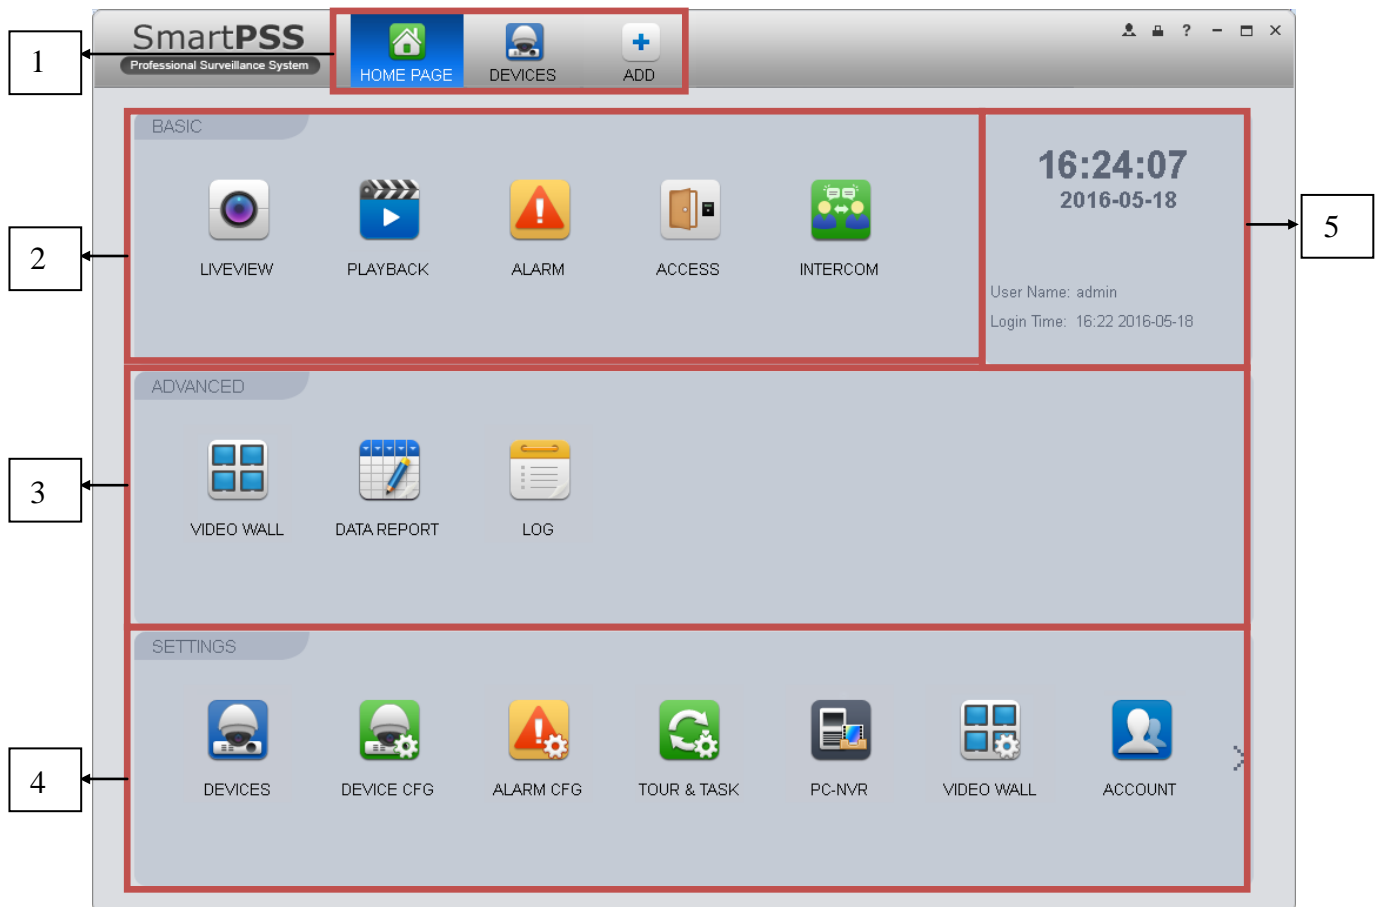 SmartPSS
Professional Surveillance System
HOME PAGE DEVICES ADD
?
1
BASIC
LIVEVIEW PLAYBACK ALARM ACCESS INTERCOM
16:24:07
2016-05-18
User Name: admin
Login Time: 16:22 2016-05-18
2
5
ADVANCED
VIDEO WALL DATA REPORT LOG
3
SETTINGS
DEVICES DEVICE CFG ALARM CFG TOUR & TASK PC-NVR VIDEO WALL ACCOUNT
4